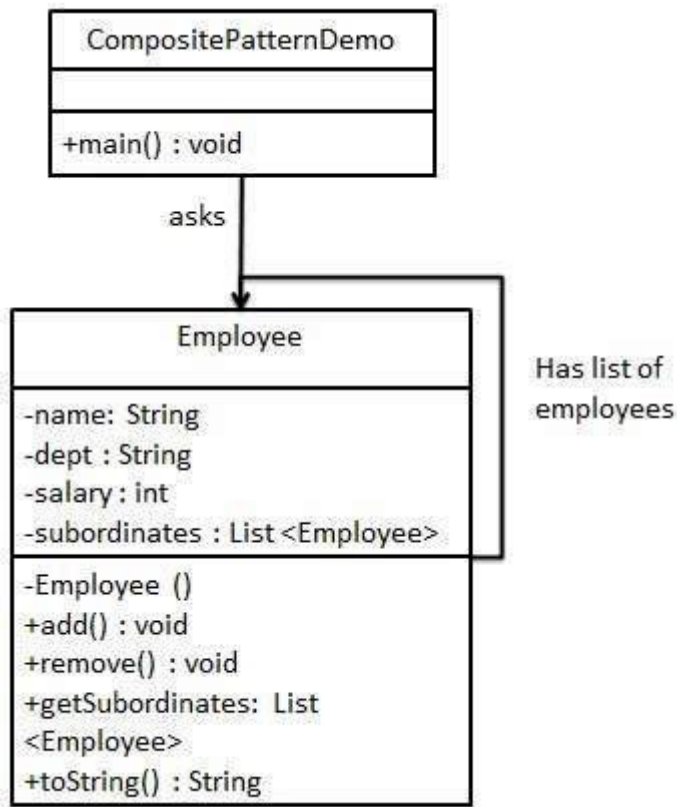 CompositePatternDemo
+main() : void
asks
Employee
Has list of
employees
-name: String
-dept : String
-salary : int
-subordinates : List <Employee>
-Employee ()
+add() : void
+remove() : void
+getSubordinates: List
<Employee>
+toString() : String